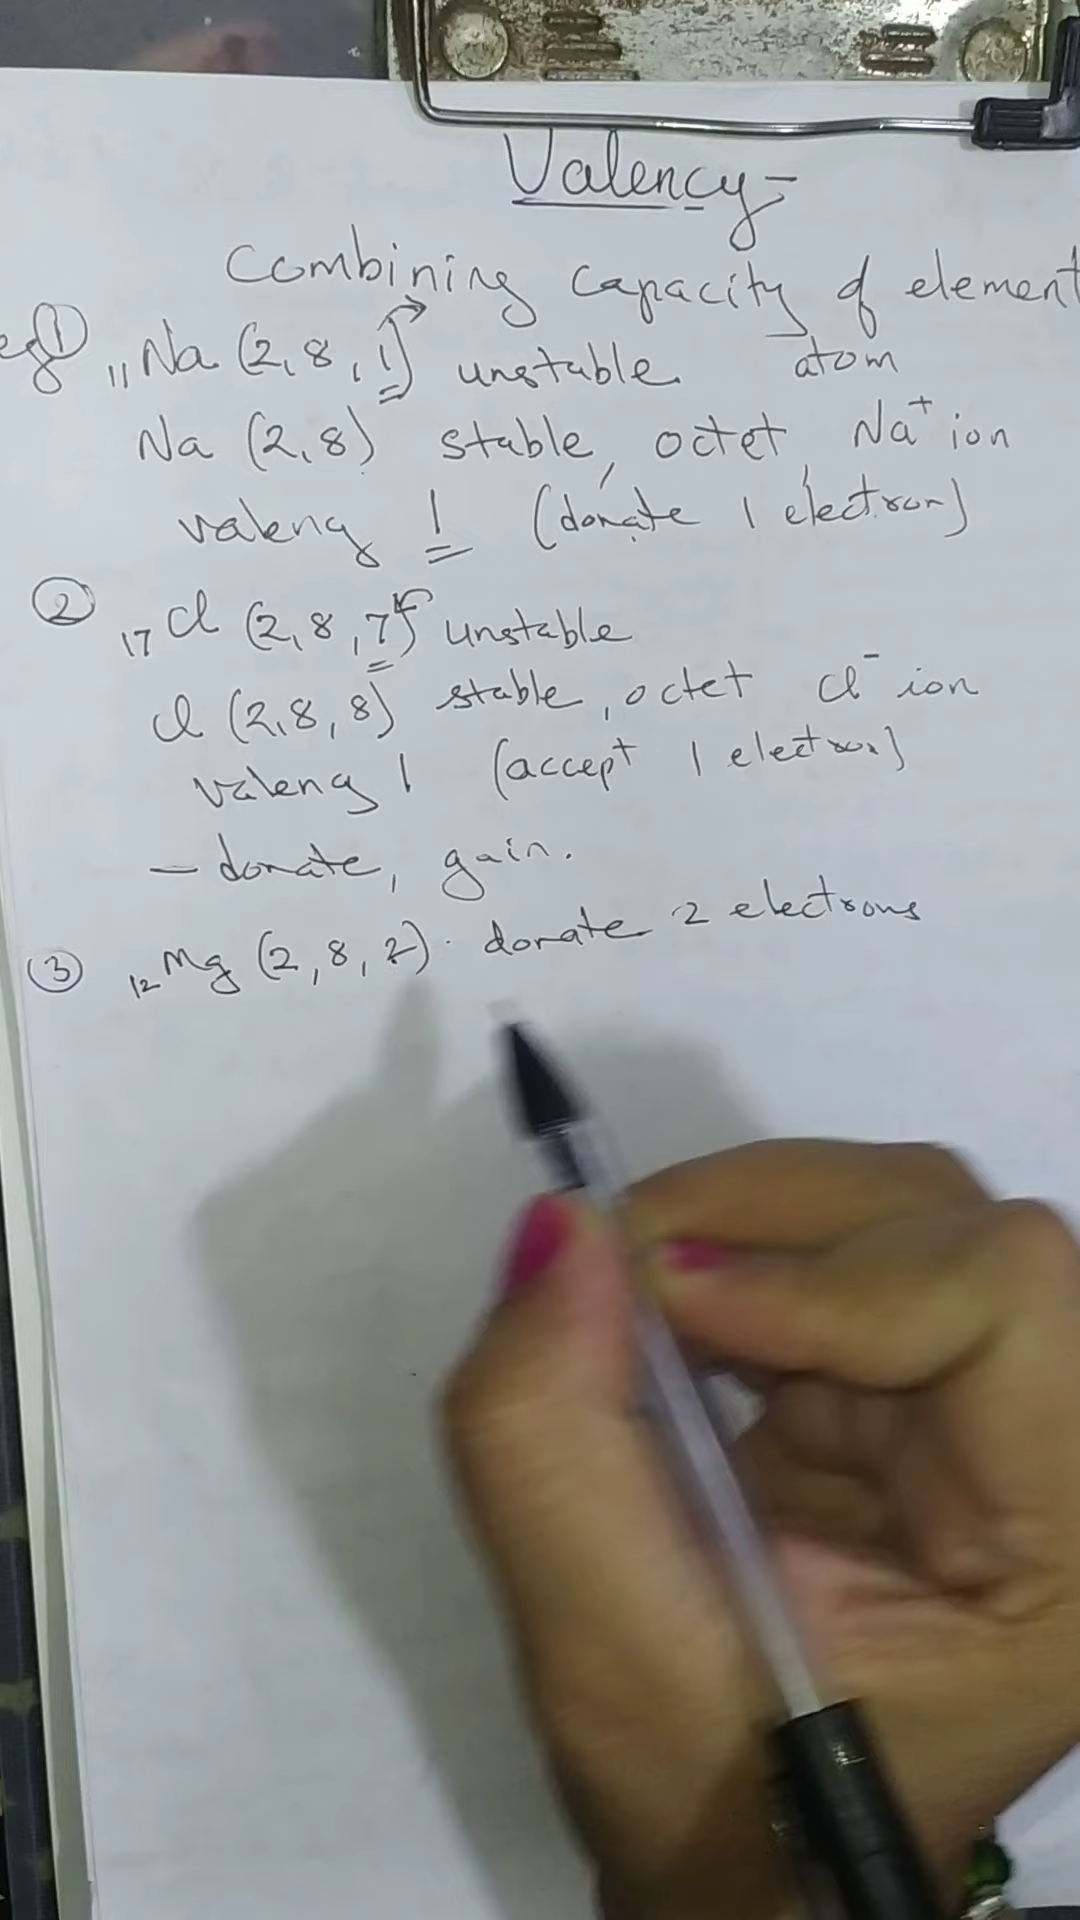 Valency-
Combining capacity of element
eg ① ₁₁Na (2,8,1) unstable atom
Na (2,8) stable, octet, Na⁺ ion
valency 1 (donate 1 electron)
② ₁₇Cl (2,8,7) unstable
Cl (2,8,8) stable, octet Cl⁻ ion
valency 1 (accept 1 electron)
— donate, gain.
③ ₁₂Mg (2,8,2). donate 2 electrons